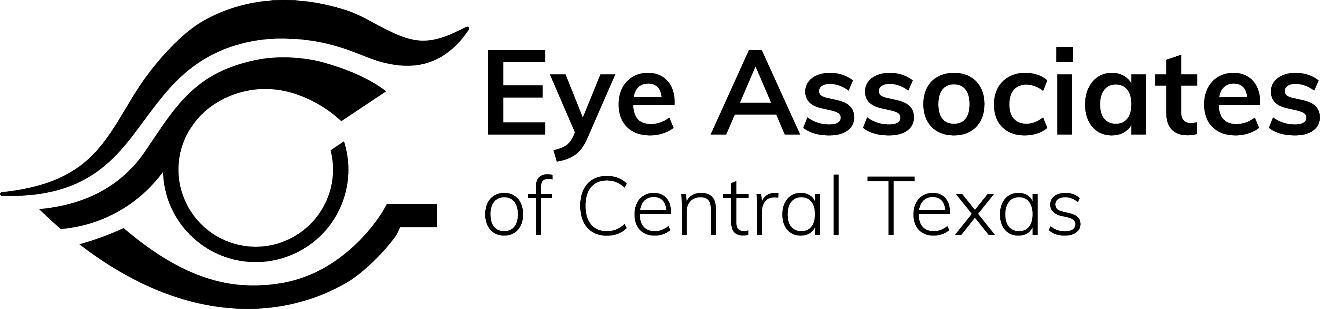 Eye Associates
of Central Texas